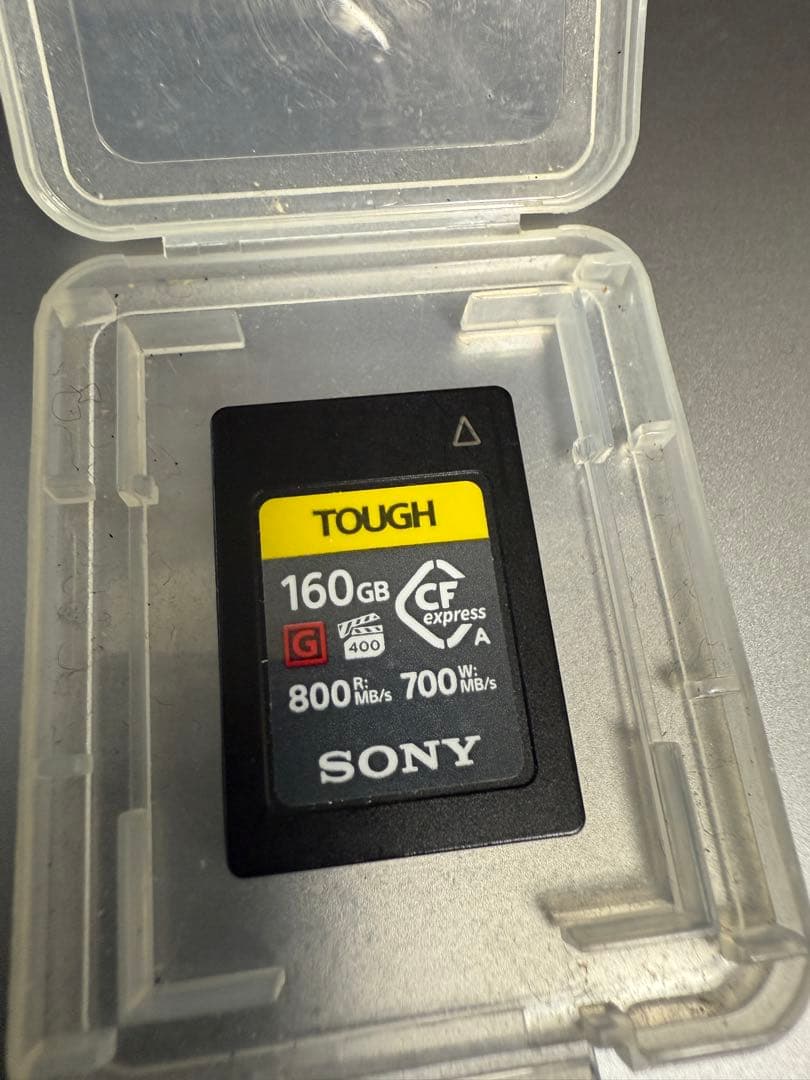 TOUGH
160GB
CF
express
A
G
400
800 R: MB/s 700 W: MB/s
SONY